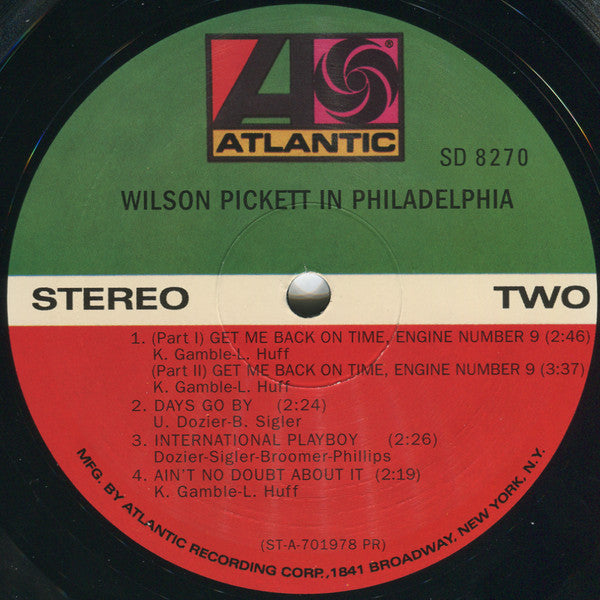 ®
ATLANTIC
SD 8270
WILSON PICKETT IN PHILADELPHIA
STEREO TWO
1. (Part I) GET ME BACK ON TIME, ENGINE NUMBER 9 (2:46)
K. Gamble-L. Huff
(Part II) GET ME BACK ON TIME, ENGINE NUMBER 9 (3:37)
K. Gamble-L. Huff
2. DAYS GO BY (2:24)
U. Dozier-B. Sigler
3. INTERNATIONAL PLAYBOY (2:26)
Dozier-Sigler-Broomer-Phillips
4. AIN'T NO DOUBT ABOUT IT (2:19)
K. Gamble-L. Huff
(ST-A-701978 PR)
MFG. BY ATLANTIC RECORDING CORP., 1841 BROADWAY, NEW YORK, N.Y.